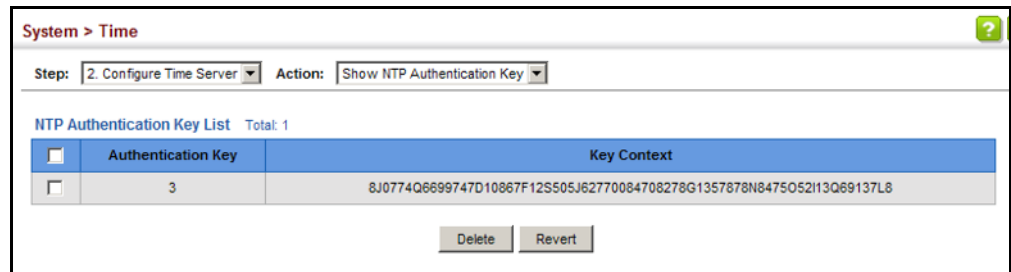 System > Time
?
Step: 2. Configure Time Server Action: Show NTP Authentication Key
NTP Authentication Key List Total: 1
Authentication Key Key Context
3 8J0774Q6699747D10867F12S505J62770084708278G1357878N8475O52I13Q69137L8
Delete Revert